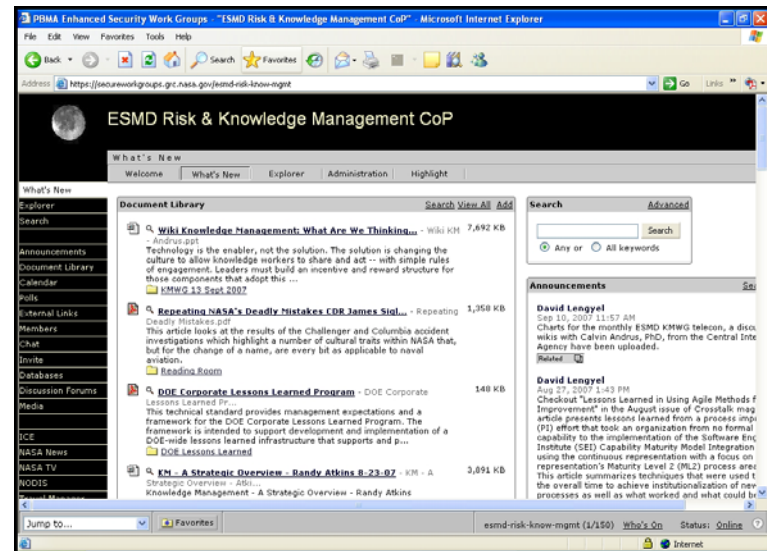 PBMA Enhanced Security Work Groups - "ESMD Risk & Knowledge Management CoP" - Microsoft Internet Explorer
File Edit View Favorites Tools Help
Back Search Favorites
Address https://secureworkgroups.grc.nasa.gov/esmd-risk-know-mgmt Go Links
ESMD Risk & Knowledge Management CoP
What's New
Welcome What's New Explorer Administration Highlight
What's New
Explorer
Search
Announcements
Document Library
Calendar
Polls
External Links
Members
Chat
Invite
Databases
Discussion Forums
Media
ICE
NASA News
NASA TV
NODIS
Travel Manager
Document Library Search View All Add
Wiki Knowledge Management: What Are We Thinking... - Wiki KM 7,692 KB
- Andrus.ppt
Technology is the enabler, not the solution. The solution is changing the
culture to allow knowledge workers to share and act -- with simple rules
of engagement. Leaders must build an incentive and reward structure for
those components that adopt this ...
KMWG 13 Sept 2007
Repeating NASA's Deadly Mistakes CDR James Sigl... - Repeating 1,358 KB
Deadly Mistakes.pdf
This article looks at the results of the Challenger and Columbia accident
investigations which highlight a number of cultural traits within NASA that,
but for the change of a name, are every bit as applicable to naval
aviation.
Reading Room
DOE Corporate Lessons Learned Program - DOE Corporate 148 KB
Lessons Learned Pr...
This technical standard provides management expectations and a
framework for the DOE Corporate Lessons Learned Program. The
framework is intended to support development and implementation of a
DOE-wide lessons learned infrastructure that supports and p...
DOE Lessons Learned
KM - A Strategic Overview - Randy Atkins 8-23-07 - KM - A 3,891 KB
Strategic Overview - Atki...
Knowledge Management - A Strategic Overview - Randy Atkins
Search Advanced
Search
Any or All keywords
Announcements
David Lengyel
Sep 10, 2007 11:57 AM
Charts for the monthly ESMD KMWG telecon, a discu
wikis with Calvin Andrus, PhD, from the Central Inte
Agency have been uploaded.
Related
David Lengyel
Aug 27, 2007 1:43 PM
Checkout "Lessons Learned in Using Agile Methods f
Improvement" in the August issue of Crosstalk mag
article presents lessons learned from a process imp
(PI) effort that took an organization from no formal
capability to the implementation of the Software Eng
Institute (SEI) Capability Maturity Model Integration
using the continuous representation with a focus on
representation's Maturity Level 2 (ML2) process area
This article summarizes techniques that were used t
the overall time to achieve institutionalization of new
processes as well as what worked and what could b
Jump to... Favorites esmd-risk-know-mgmt (1/150) Who's On Status: Online
Internet